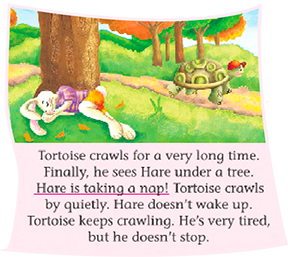 Tortoise crawls for a very long time.
Finally, he sees Hare under a tree.
Hare is taking a nap! Tortoise crawls
by quietly. Hare doesn't wake up.
Tortoise keeps crawling. He's very tired,
but he doesn't stop.